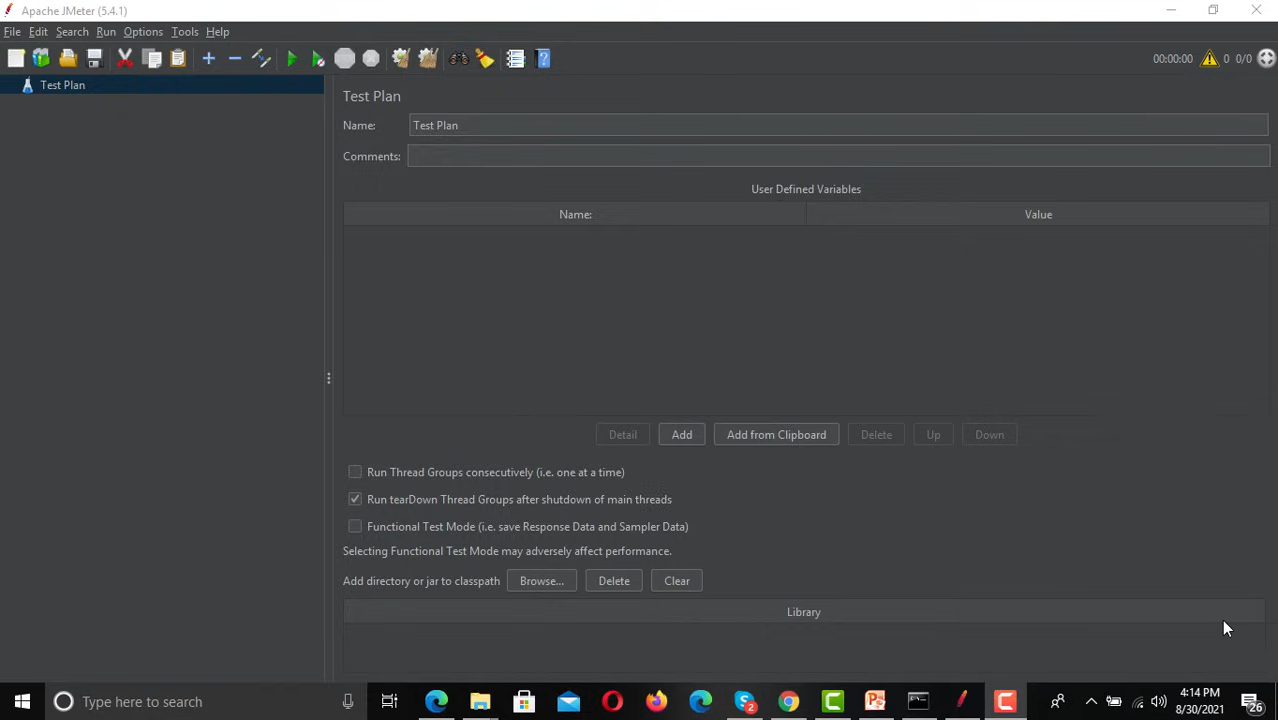 Apache JMeter (5.4.1)
File Edit Search Run Options Tools Help
00:00:00 0 0/0
Test Plan
Test Plan
Name: Test Plan
Comments:
User Defined Variables
Name: Value
Detail Add Add from Clipboard Delete Up Down
Run Thread Groups consecutively (i.e. one at a time)
Run tearDown Thread Groups after shutdown of main threads
Functional Test Mode (i.e. save Response Data and Sampler Data)
Selecting Functional Test Mode may adversely affect performance.
Add directory or jar to classpath Browse... Delete Clear
Library
Type here to search
4:14 PM
8/30/2021
26
2